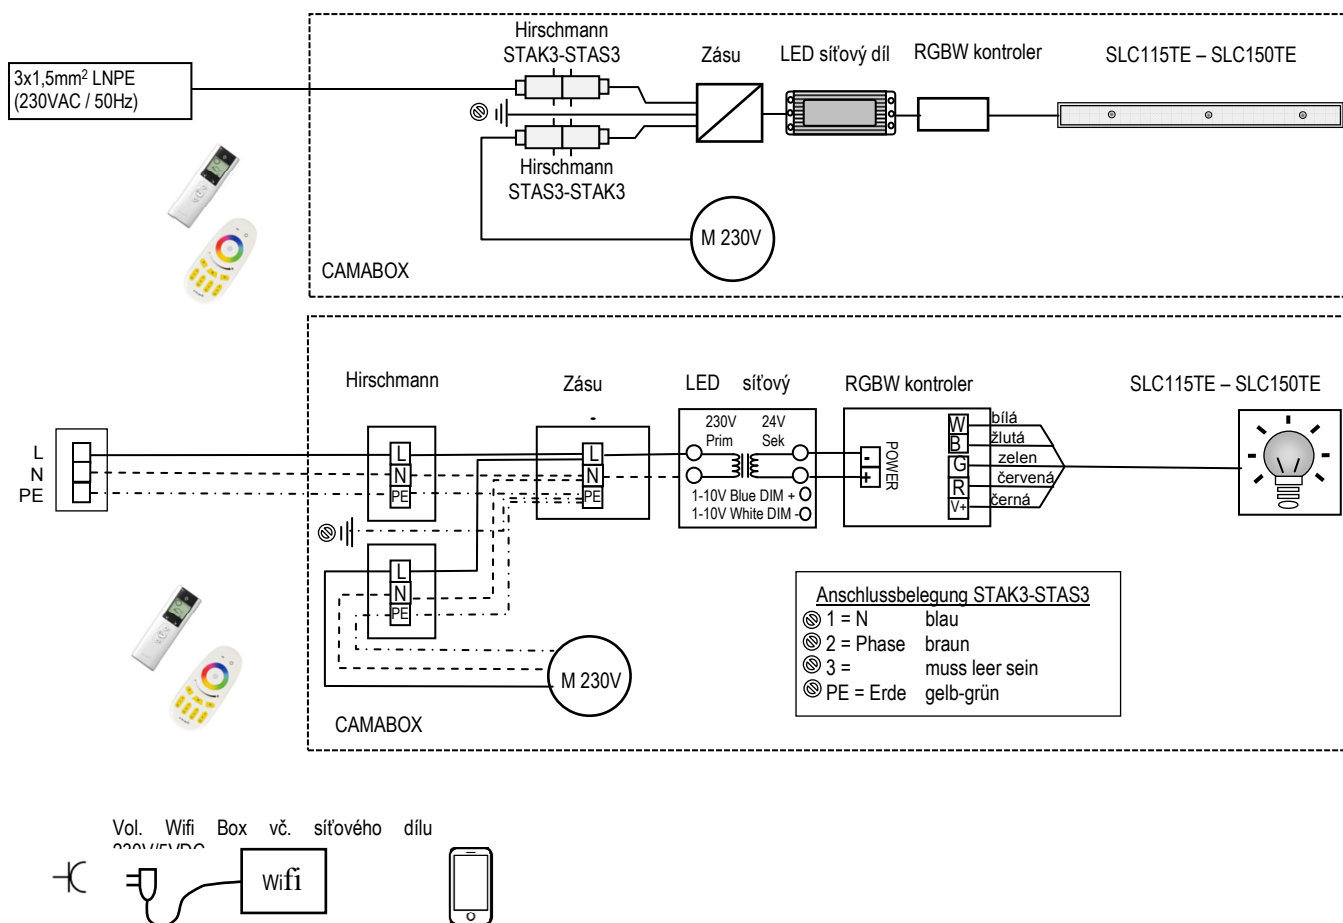 Hirschmann
STAK3-STAS3
Zásu
LED síťový díl
RGBW kontroler
SLC115TE – SLC150TE
3x1,5mm² LNPE
(230VAC / 50Hz)
Hirschmann
STAS3-STAK3
M 230V
CAMABOX
Hirschmann
Zásu
-
LED síťový
RGBW kontroler
SLC115TE – SLC150TE
L
N
PE
L
N
PE
L
N
PE
230V
Prim
24V
Sek
1-10V Blue DIM +
1-10V White DIM -
-
+
POWER
W
B
G
R
V+
bílá
žlutá
zelen
červená
černá
L
N
PE
M 230V
CAMABOX
Anschlussbelegung STAK3-STAS3
1 = N blau
2 = Phase braun
3 = muss leer sein
PE = Erde gelb-grün
Vol. Wifi Box vč. síťového dílu
230V/5VDC
Wifi